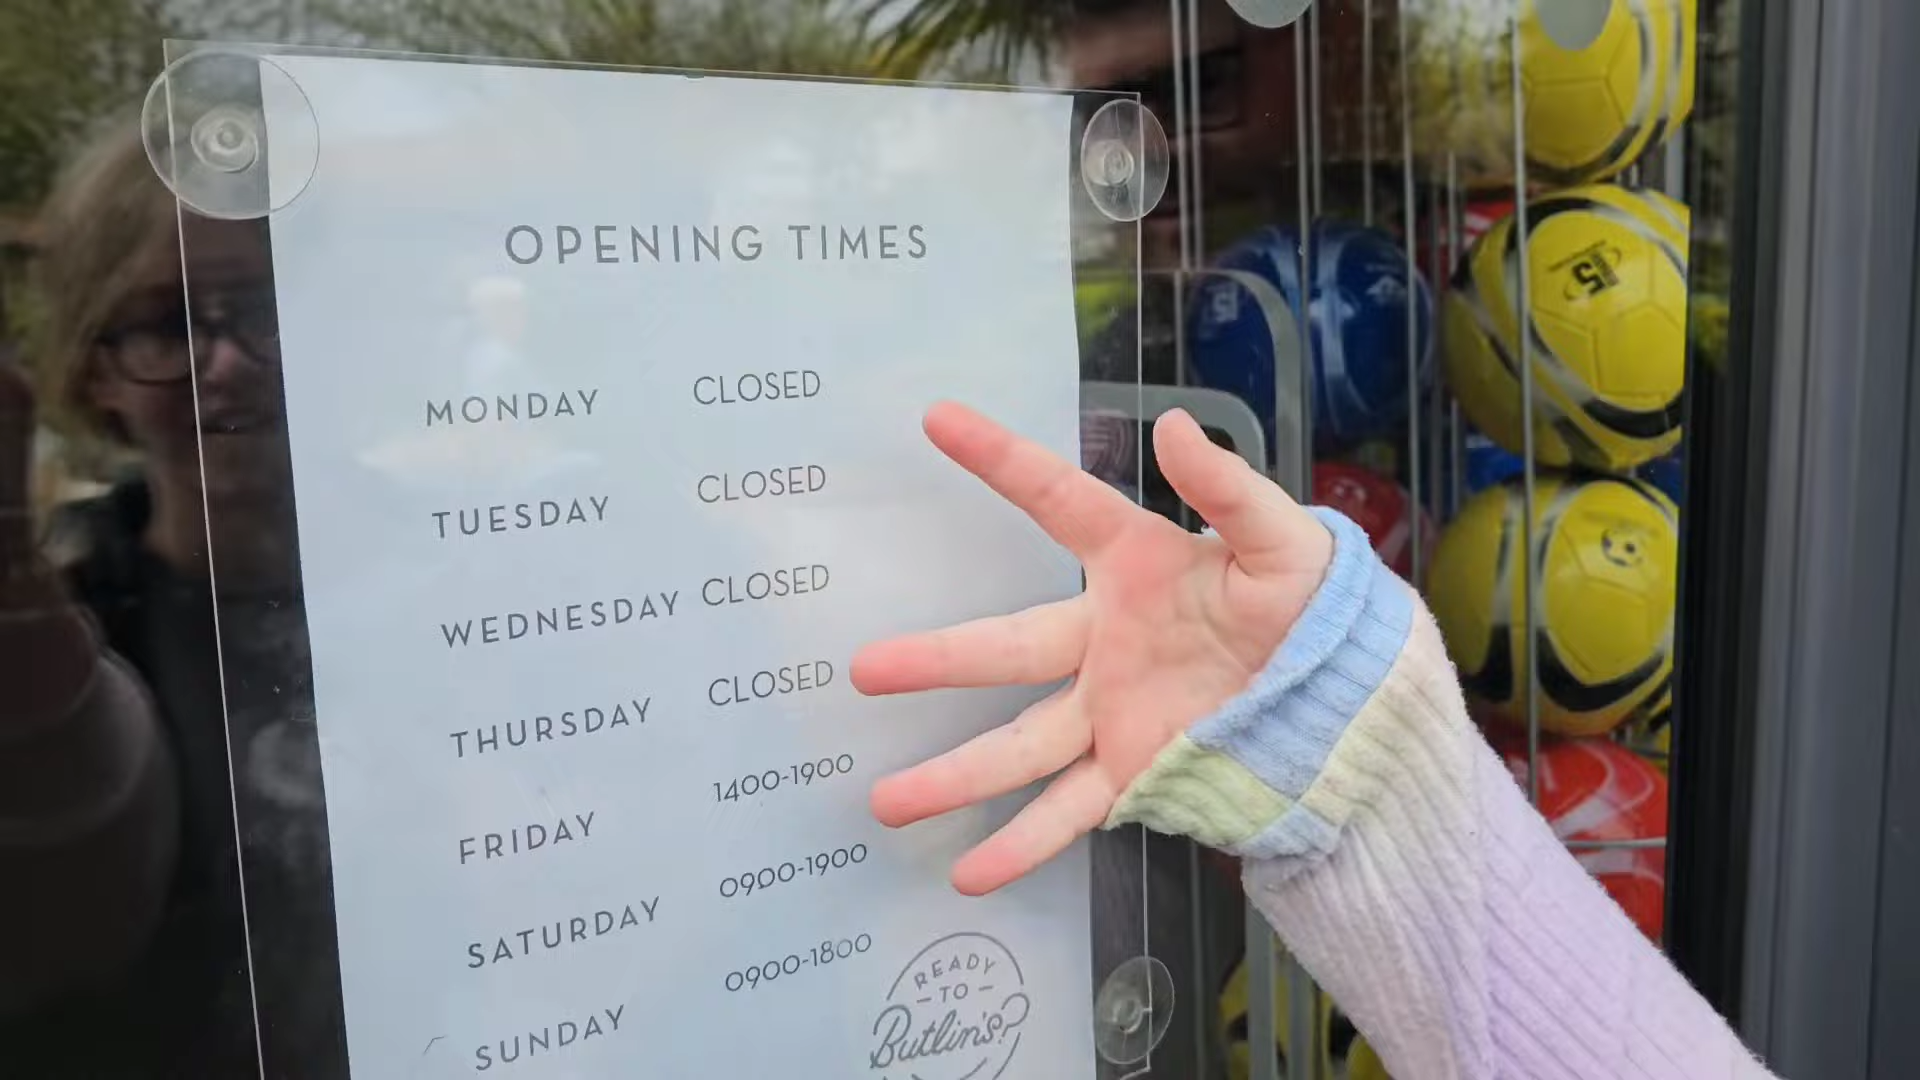 OPENING TIMES
MONDAY CLOSED
TUESDAY CLOSED
WEDNESDAY CLOSED
THURSDAY CLOSED
FRIDAY 1400-1900
SATURDAY 0900-1900
SUNDAY 0900-1800
READY
- TO -
Butlin's?
5